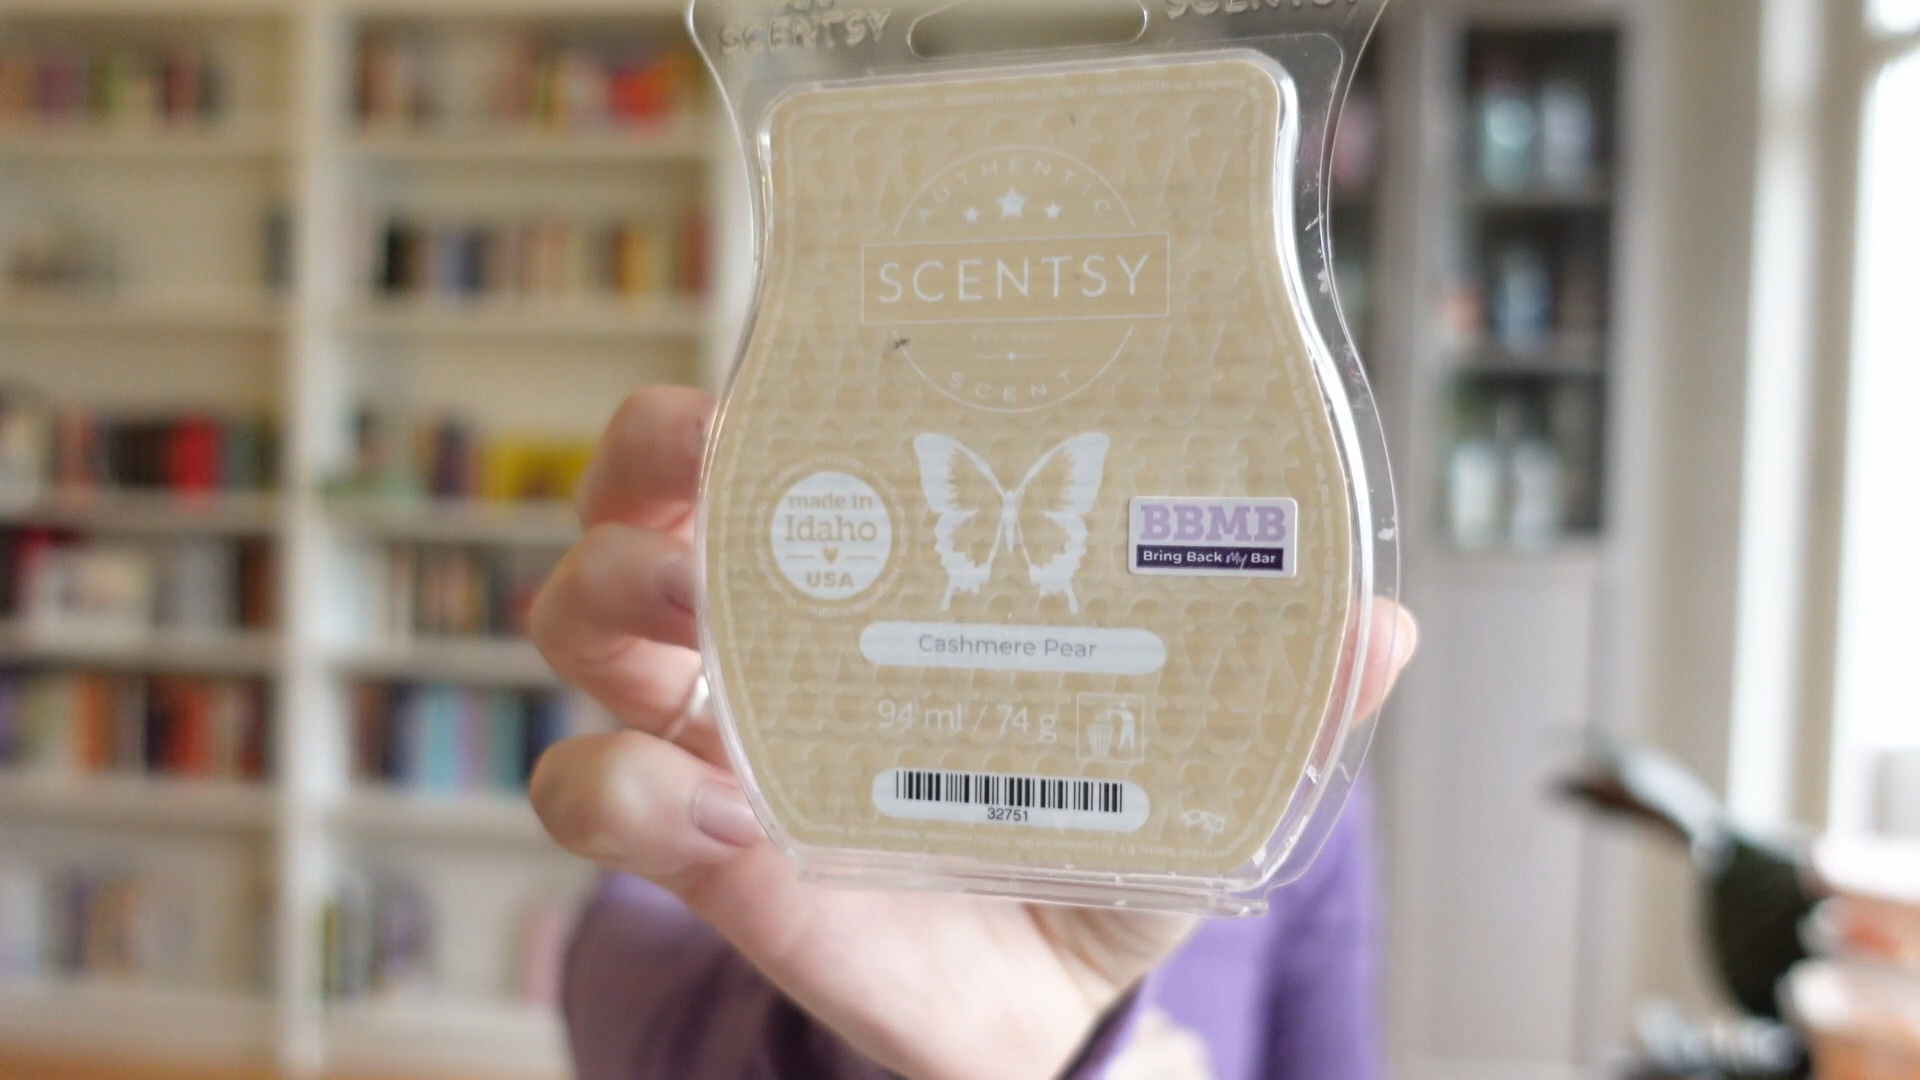 SCENTSY
SCENTSY
AUTHENTIC
SCENTSY
SCENT
made in
Idaho
USA
BBMB
Bring Back My Bar
Cashmere Pear
94 ml / 74 g
32751